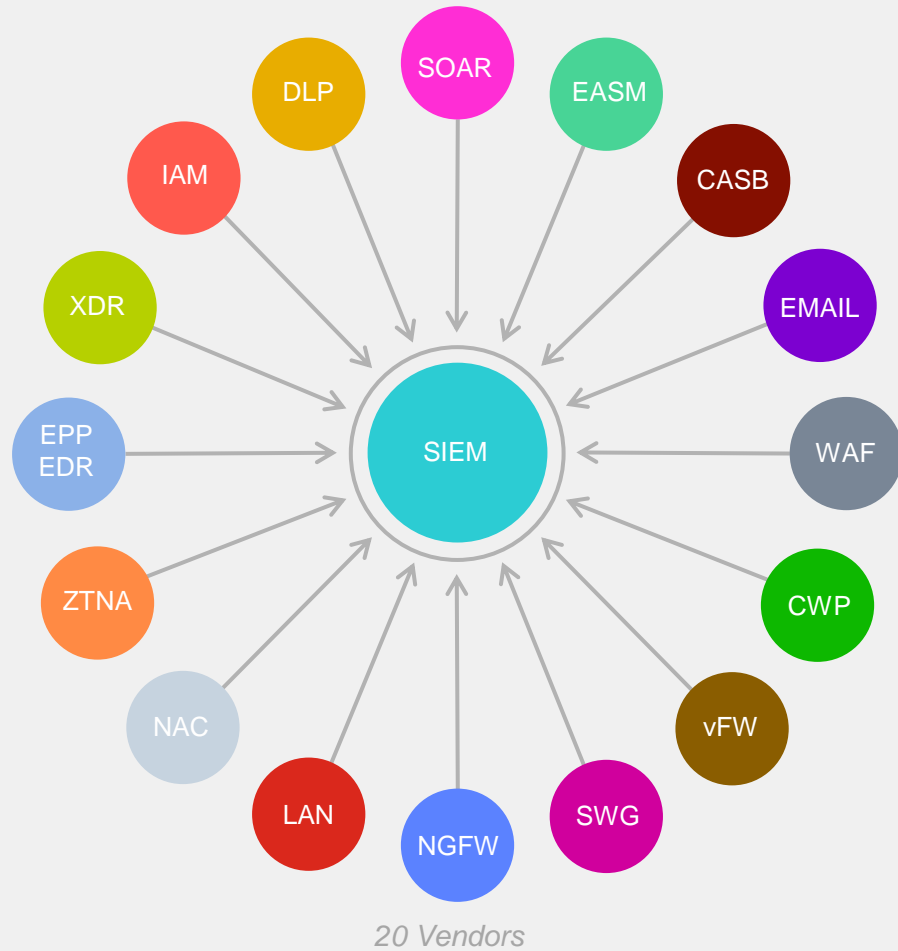 SOAR
DLP
EASM
IAM
CASB
XDR
EMAIL
EPP
EDR
SIEM
WAF
ZTNA
CWP
NAC
vFW
LAN
SWG
NGFW
20 Vendors